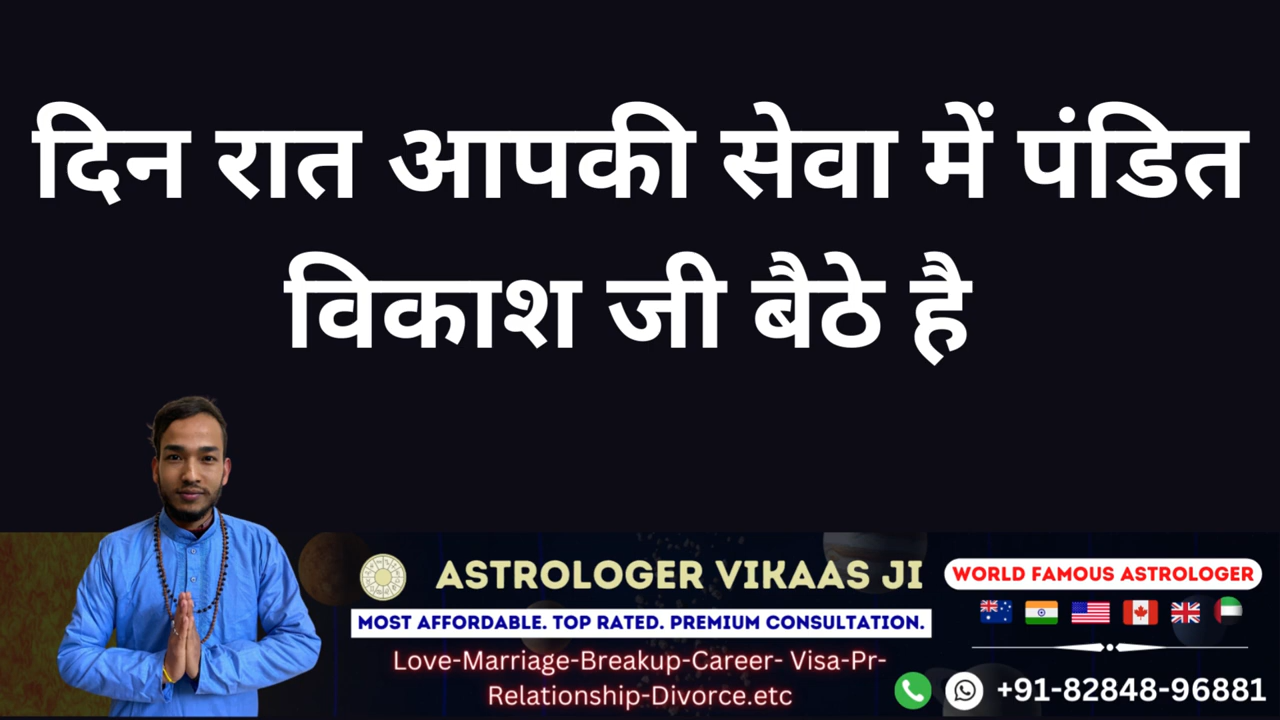 दिन रात आपकी सेवा में पंडित
विकाश जी बैठे है
ASTROLOGER VIKAAS JI
MOST AFFORDABLE. TOP RATED. PREMIUM CONSULTATION.
Love-Marriage-Breakup-Career- Visa-Pr-
Relationship-Divorce.etc
WORLD FAMOUS ASTROLOGER
+91-82848-96881